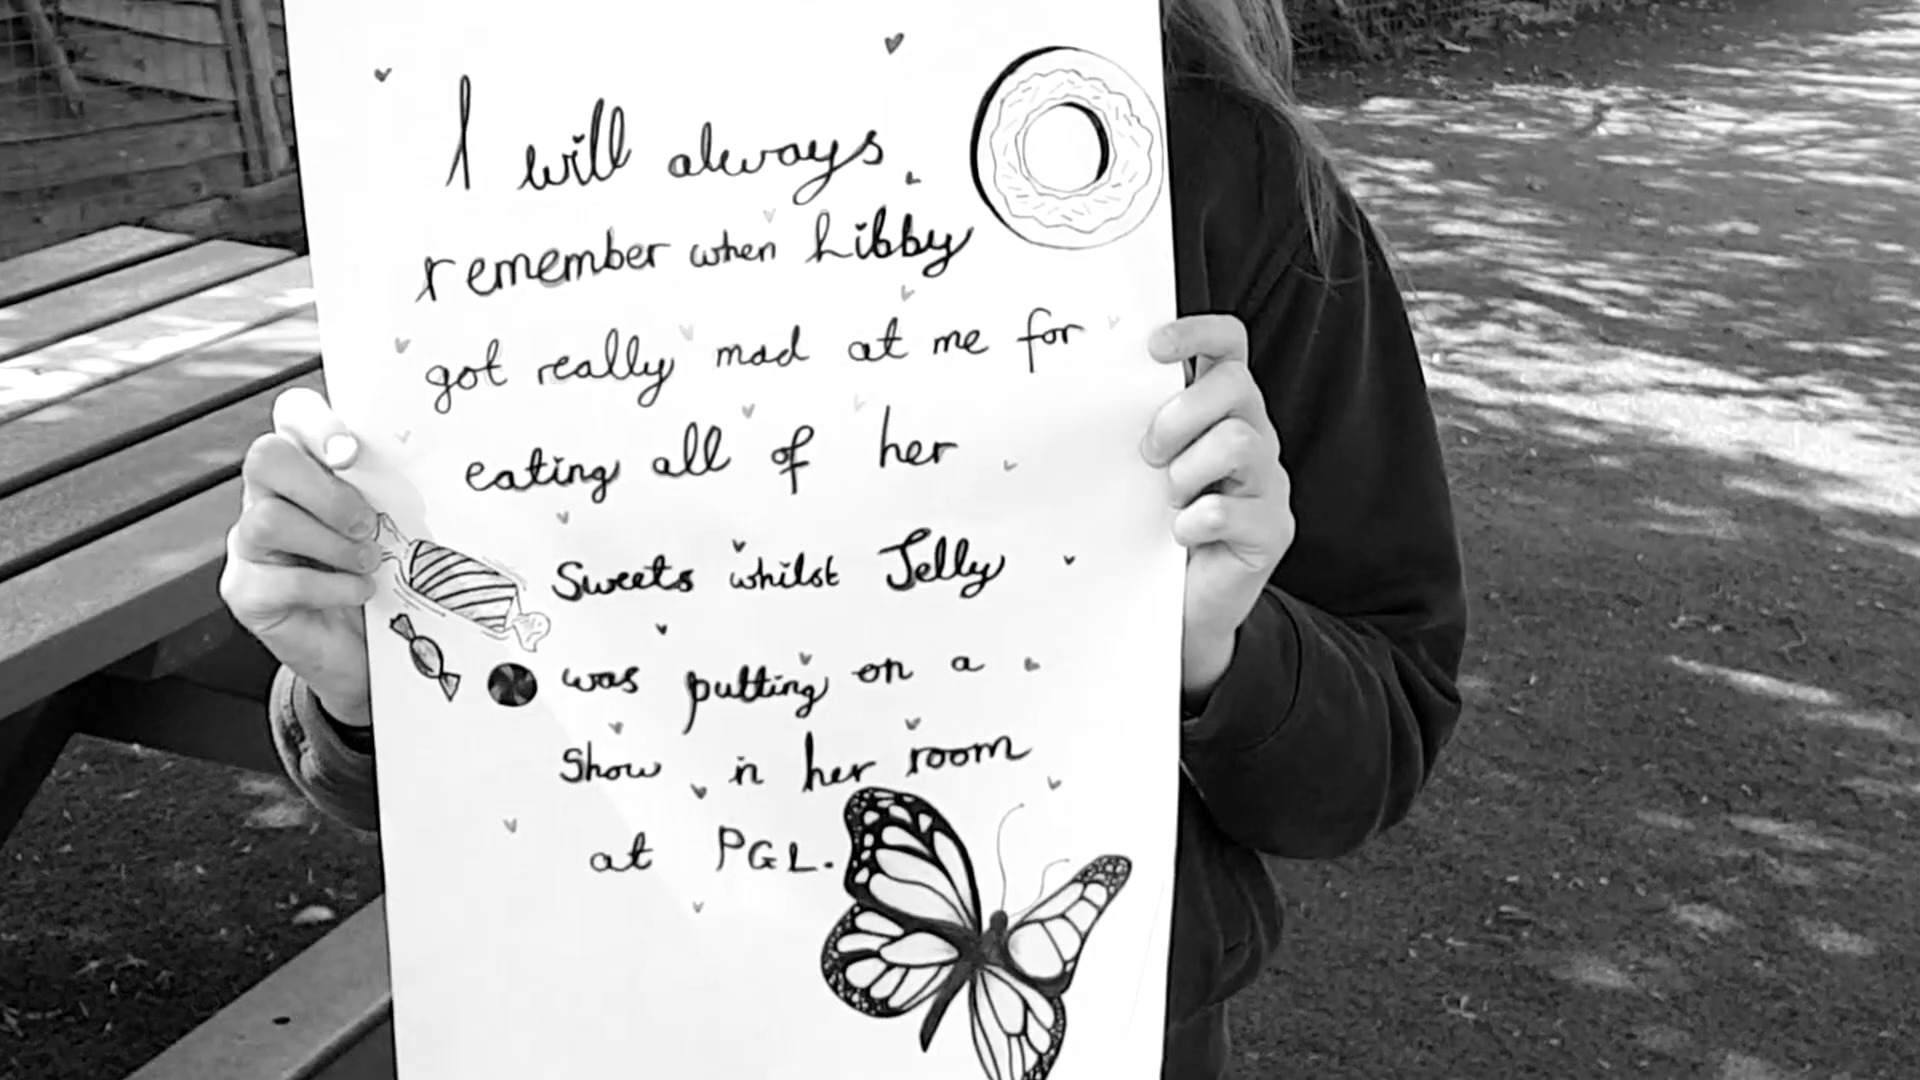 I will always
remember when Libby
got really mad at me for
eating all of her
Sweets whilst Jelly
was putting on a
Show in her room
at PGL.